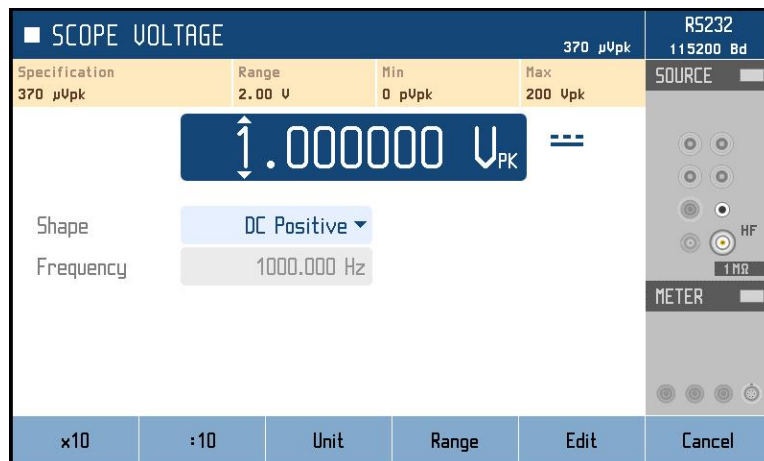 SCOPE VOLTAGE
370 µVpk
RS232
115200 Bd
Specification Range Min Max
370 µVpk 2.00 V 0 pVpk 200 Vpk
SOURCE
1.000000 VPK
Shape DC Positive
Frequency 1000.000 Hz
HF
1MΩ
METER
x10 :10 Unit Range Edit Cancel